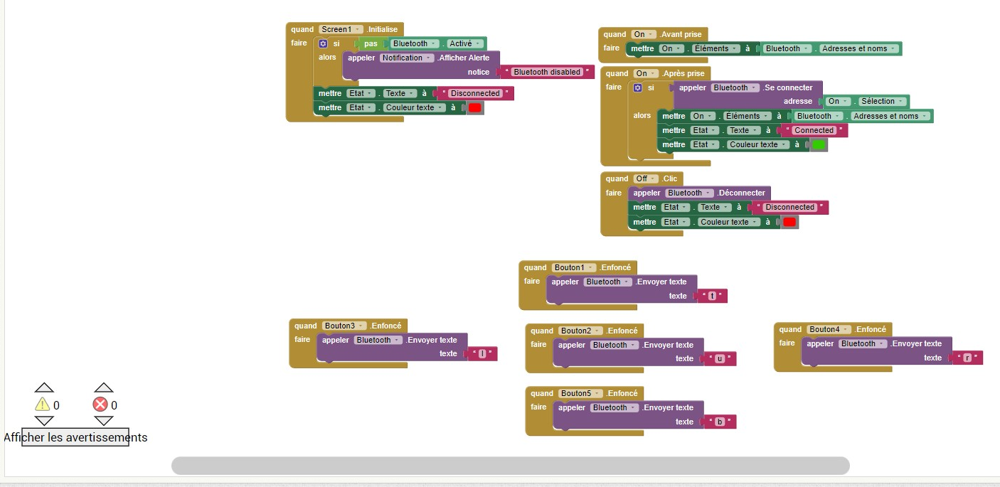 quand Screen1 .Initialise
faire si pas Bluetooth . Activé
alors appeler Notification .Afficher Alerte
notice " Bluetooth disabled "
mettre Etat . Texte à " Disconnected "
mettre Etat . Couleur texte à
quand On .Avant prise
faire mettre On . Éléments à Bluetooth . Adresses et noms
quand On .Après prise
faire si appeler Bluetooth .Se connecter
adresse On . Sélection
alors mettre On . Éléments à Bluetooth . Adresses et noms
mettre Etat . Texte à " Connected "
mettre Etat . Couleur texte à
quand Off .Clic
faire appeler Bluetooth .Déconnecter
mettre Etat . Texte à " Disconnected "
mettre Etat . Couleur texte à
quand Bouton1 .Enfoncé
faire appeler Bluetooth .Envoyer texte
texte " t "
quand Bouton3 .Enfoncé
faire appeler Bluetooth .Envoyer texte
texte " l "
quand Bouton2 .Enfoncé
faire appeler Bluetooth .Envoyer texte
texte " u "
quand Bouton4 .Enfoncé
faire appeler Bluetooth .Envoyer texte
texte " r "
quand Bouton5 .Enfoncé
faire appeler Bluetooth .Envoyer texte
texte " b "
0 0
Afficher les avertissements